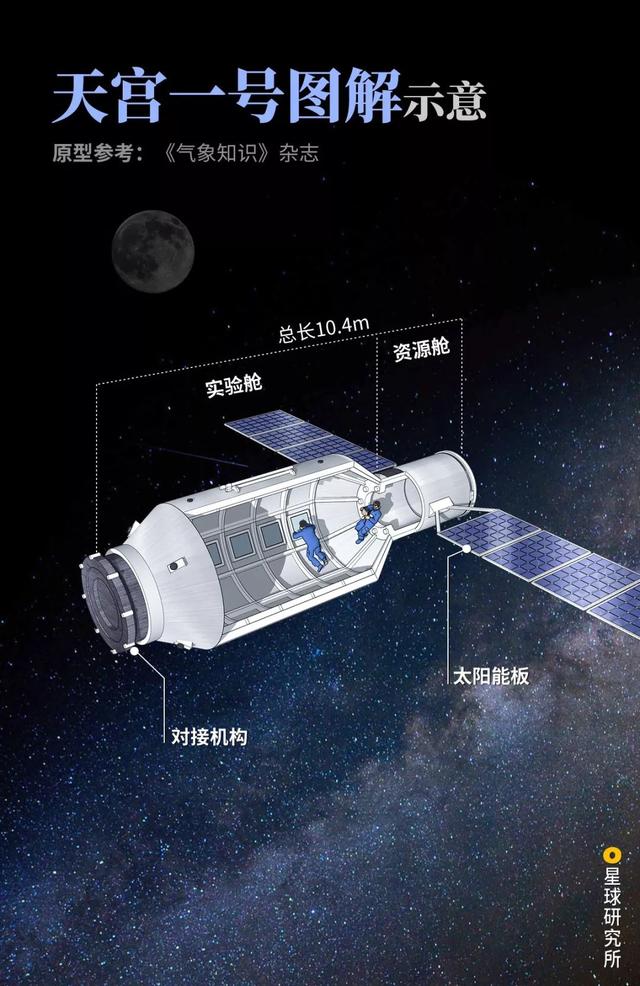 天宫一号图解示意
原型参考：《气象知识》杂志
总长10.4m
资源舱
实验舱
太阳能板
对接机构
星球研究所